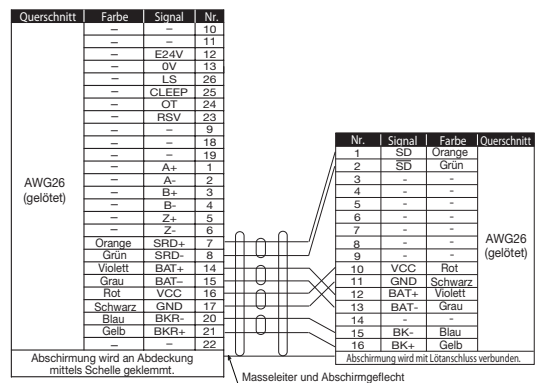 Querschnitt Farbe Signal Nr.
– – 10
– – 11
– E24V 12
– 0V 13
– LS 26
– CLEEP 25
– OT 24
– RSV 23
– – 9
– – 18
– – 19
– A+ 1
AWG26 (gelötet)
– A- 2
– B+ 3
– B- 4
– Z+ 5
– Z- 6
Orange SRD+ 7
Grün SRD- 8
Violett BAT+ 14
Grau BAT– 15
Rot VCC 16
Schwarz GND 17
Blau BKR- 20
Gelb BKR+ 21
– – 22
Abschirmung wird an Abdeckung
mittels Schelle geklemmt.
Nr. Signal Farbe Querschnitt
1 SD Orange
2 S̅D̅ Grün
3 - -
4 - -
5 - -
6 - -
7 - -
8 - -
9 - -
AWG26
(gelötet)
10 VCC Rot
11 GND Schwarz
12 BAT+ Violett
13 BAT- Grau
14 - -
15 BK- Blau
16 BK+ Gelb
Abschirmung wird mit Lötanschluss verbunden.
Masseleiter und Abschirmgeflecht